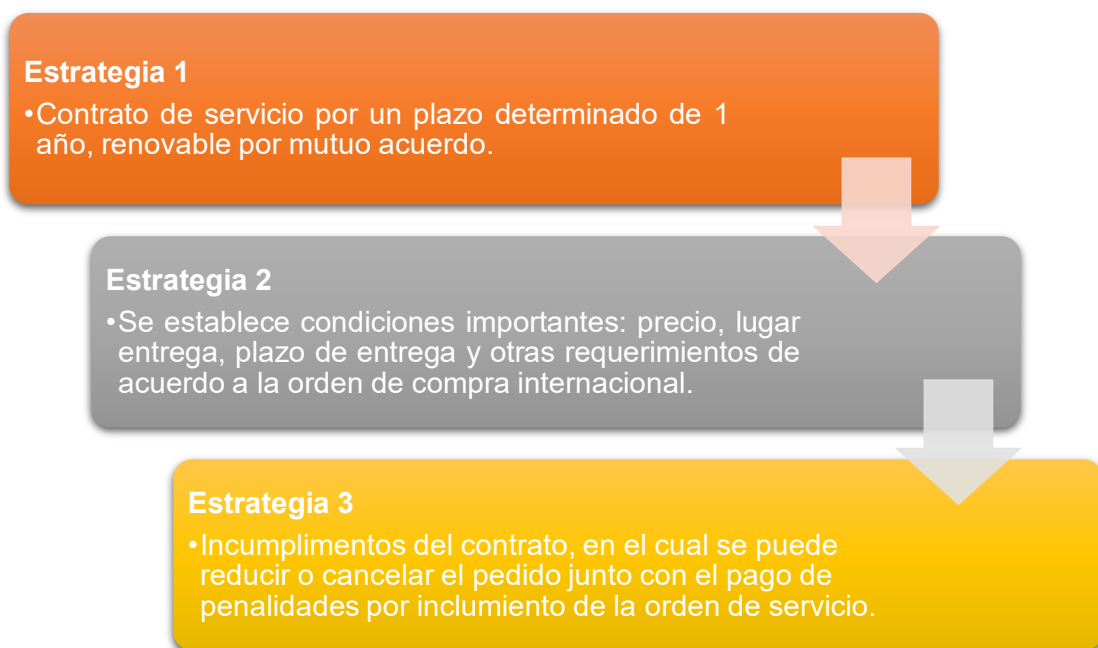 Estrategia 1
•Contrato de servicio por un plazo determinado de 1
año, renovable por mutuo acuerdo.
Estrategia 2
•Se establece condiciones importantes: precio, lugar
entrega, plazo de entrega y otras requerimientos de
acuerdo a la orden de compra internacional.
Estrategia 3
•Incumplimentos del contrato, en el cual se puede
reducir o cancelar el pedido junto con el pago de
penalidades por inclumiento de la orden de servicio.